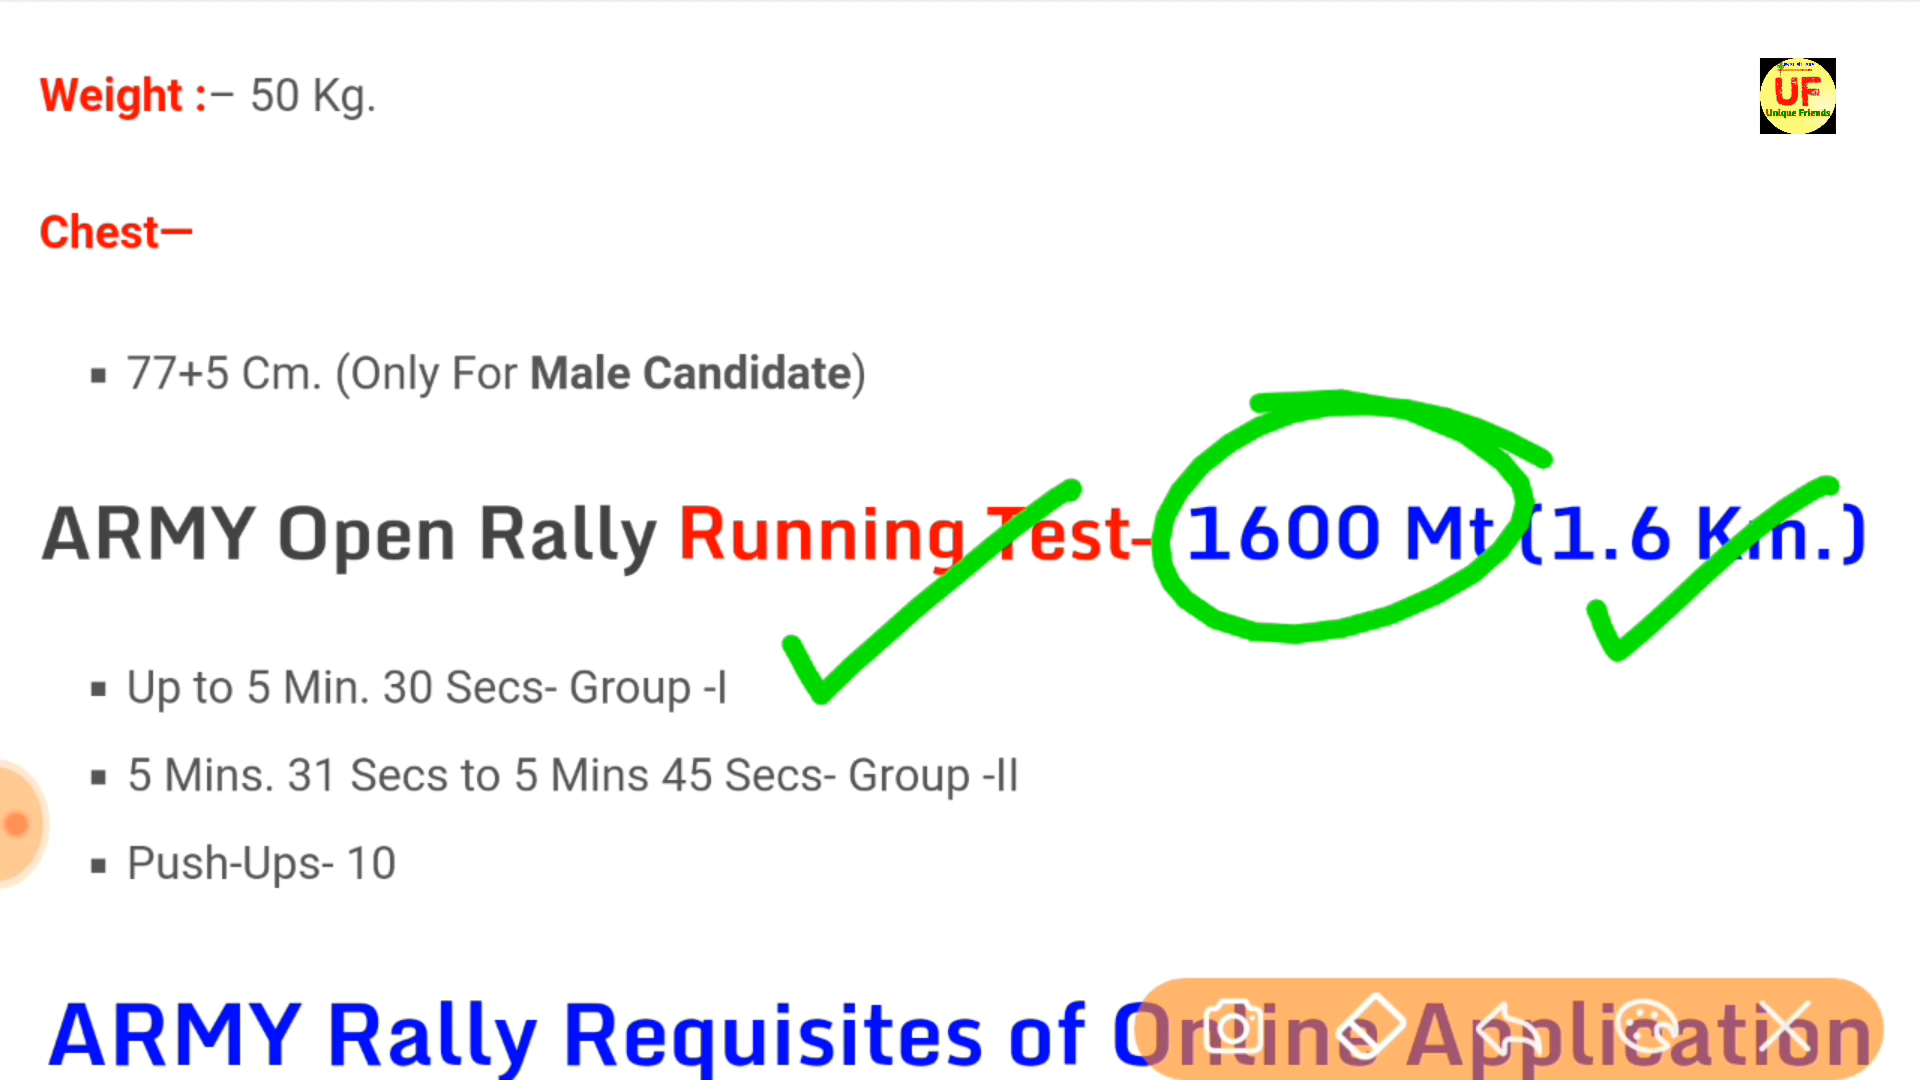 Weight :– 50 Kg.
UF
Unique Friends
Chest—
▪ 77+5 Cm. (Only For Male Candidate)
ARMY Open Rally Running Test- 1600 Mt (1.6 Km.)
▪ Up to 5 Min. 30 Secs- Group -I
▪ 5 Mins. 31 Secs to 5 Mins 45 Secs- Group -II
▪ Push-Ups- 10
ARMY Rally Requisites of Online Application